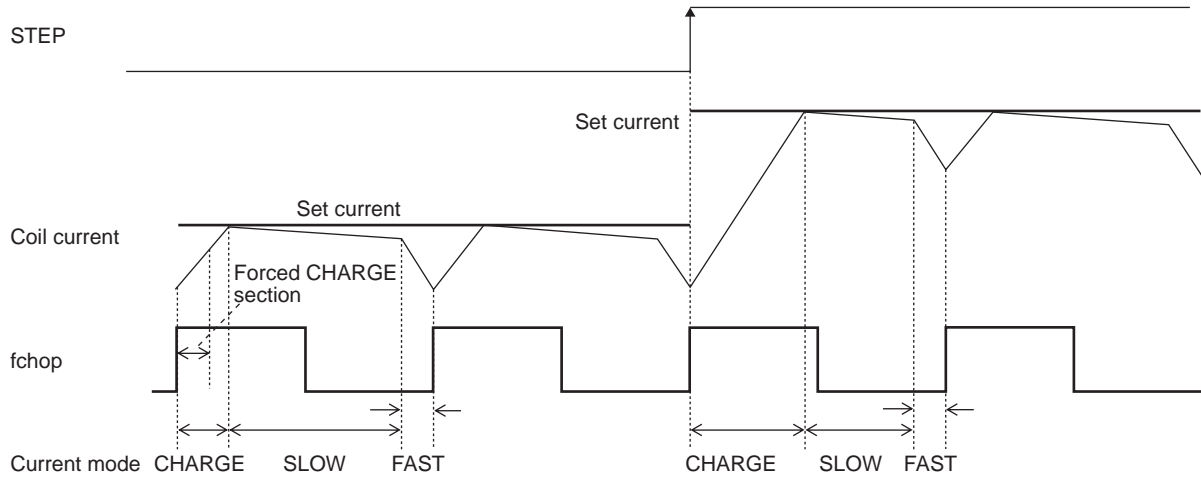 STEP
Set current
Set current
Coil current
Forced CHARGE
section
fchop
Current mode CHARGE SLOW FAST CHARGE SLOW FAST